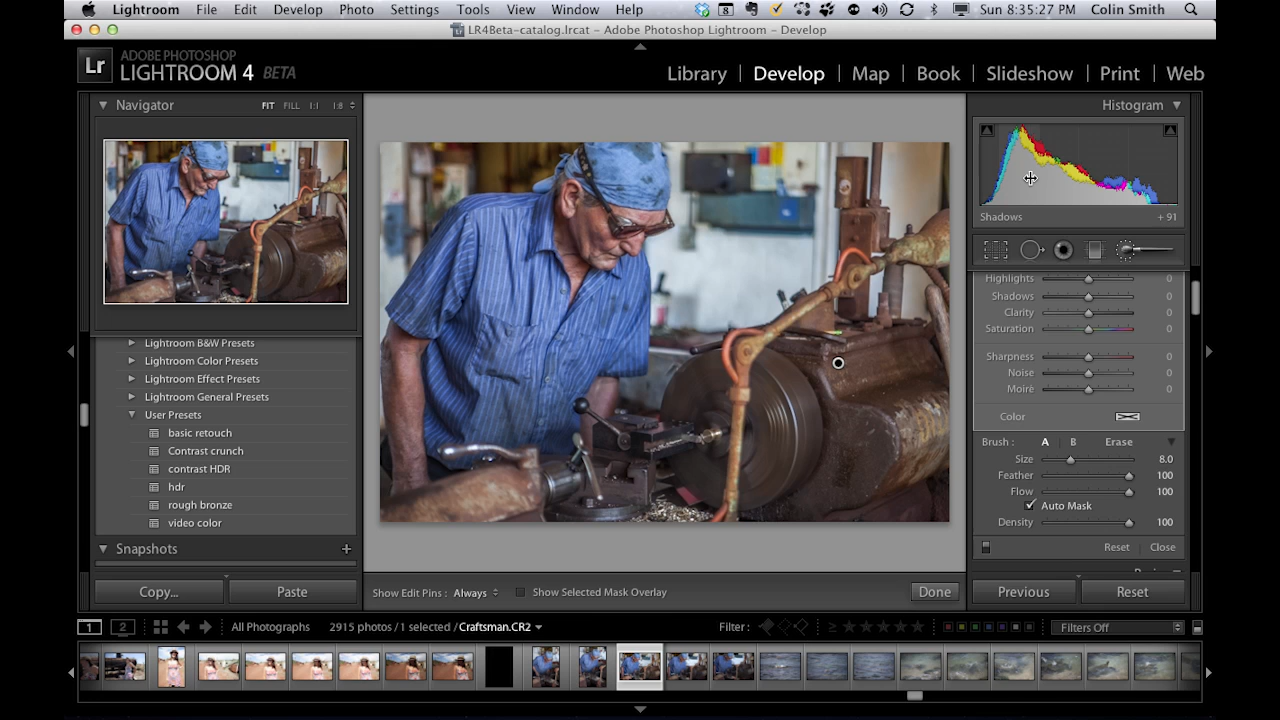 Lightroom File Edit Develop Photo Settings Tools View Window Help 8 Sun 8:35:27 PM Colin Smith
LR4Beta-catalog.lrcat – Adobe Photoshop Lightroom – Develop
Lr ADOBE PHOTOSHOP
LIGHTROOM 4 BETA
Library | Develop | Map | Book | Slideshow | Print | Web
Navigator FIT FILL 1:1 1:8
Histogram
Shadows + 91
Highlights 0
Shadows 0
Clarity 0
Saturation 0
Sharpness 0
Noise 0
Moiré 0
Color
Brush : A B Erase
Size 8.0
Feather 100
Flow 100
Auto Mask
Density 100
Reset Close
Lightroom B&W Presets
Lightroom Color Presets
Lightroom Effect Presets
Lightroom General Presets
User Presets
basic retouch
Contrast crunch
contrast HDR
hdr
rough bronze
video color
Snapshots +
Copy... Paste
Show Edit Pins : Always Show Selected Mask Overlay Done
Previous Reset
1 2 All Photographs 2915 photos / 1 selected / Craftsman.CR2 Filter : Filters Off